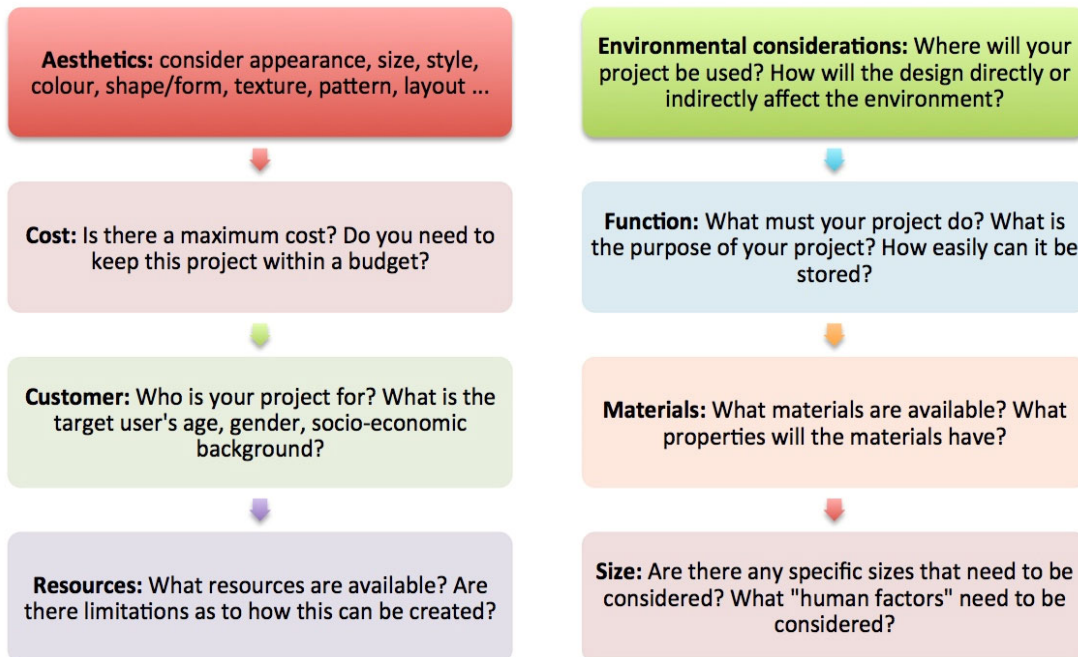 Aesthetics: consider appearance, size, style,
colour, shape/form, texture, pattern, layout ...
Cost: Is there a maximum cost? Do you need to
keep this project within a budget?
Customer: Who is your project for? What is the
target user's age, gender, socio-economic
background?
Resources: What resources are available? Are
there limitations as to how this can be created?
Environmental considerations: Where will your
project be used? How will the design directly or
indirectly affect the environment?
Function: What must your project do? What is
the purpose of your project? How easily can it be
stored?
Materials: What materials are available? What
properties will the materials have?
Size: Are there any specific sizes that need to be
considered? What "human factors" need to be
considered?